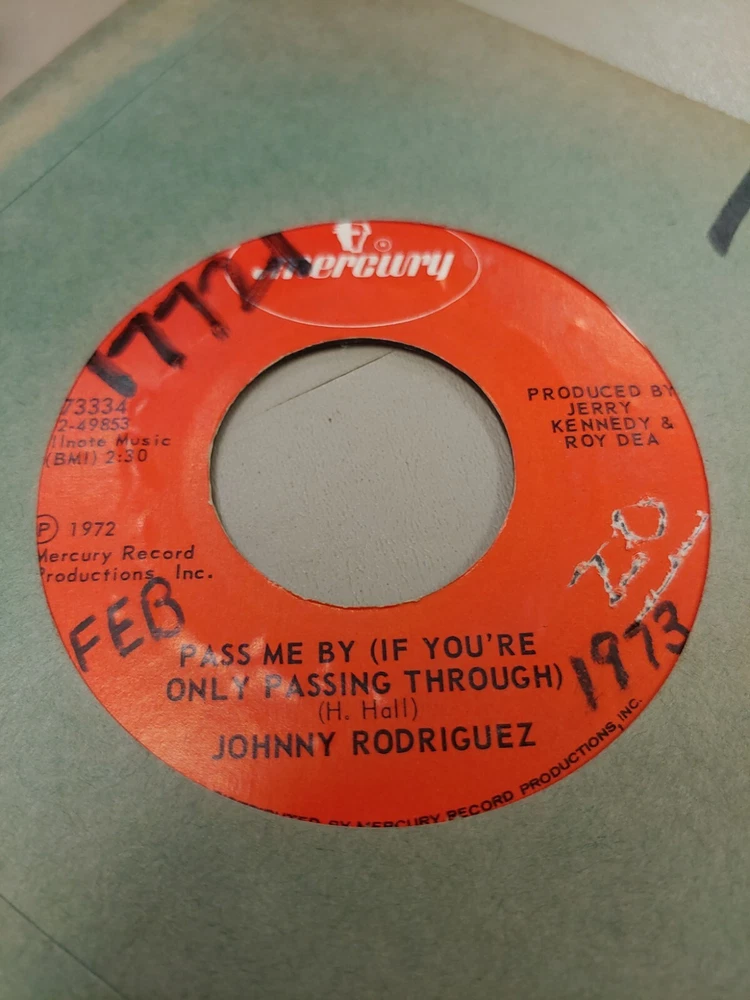 mercury
®
17721
73334
2-49853
llnote Music
(BMI) 2:30
PRODUCED BY
JERRY
KENNEDY &
ROY DEA
Ⓟ 1972
Mercury Record
Productions, Inc.
20
FEB
1973
PASS ME BY (IF YOU'RE
ONLY PASSING THROUGH)
(H. Hall)
JOHNNY RODRIGUEZ
BY MERCURY RECORD PRODUCTIONS, INC.